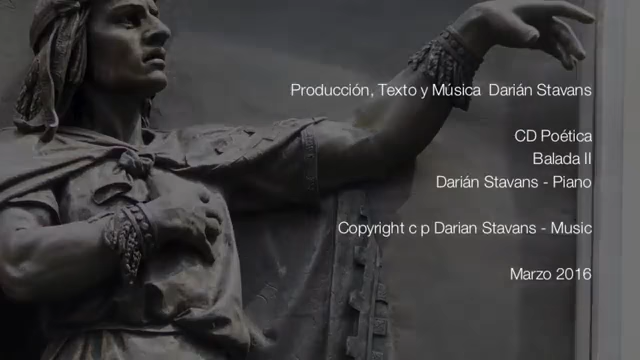 Producción, Texto y Música Darián Stavans
CD Poética
Balada II
Darián Stavans - Piano
Copyright c p Darian Stavans - Music
Marzo 2016